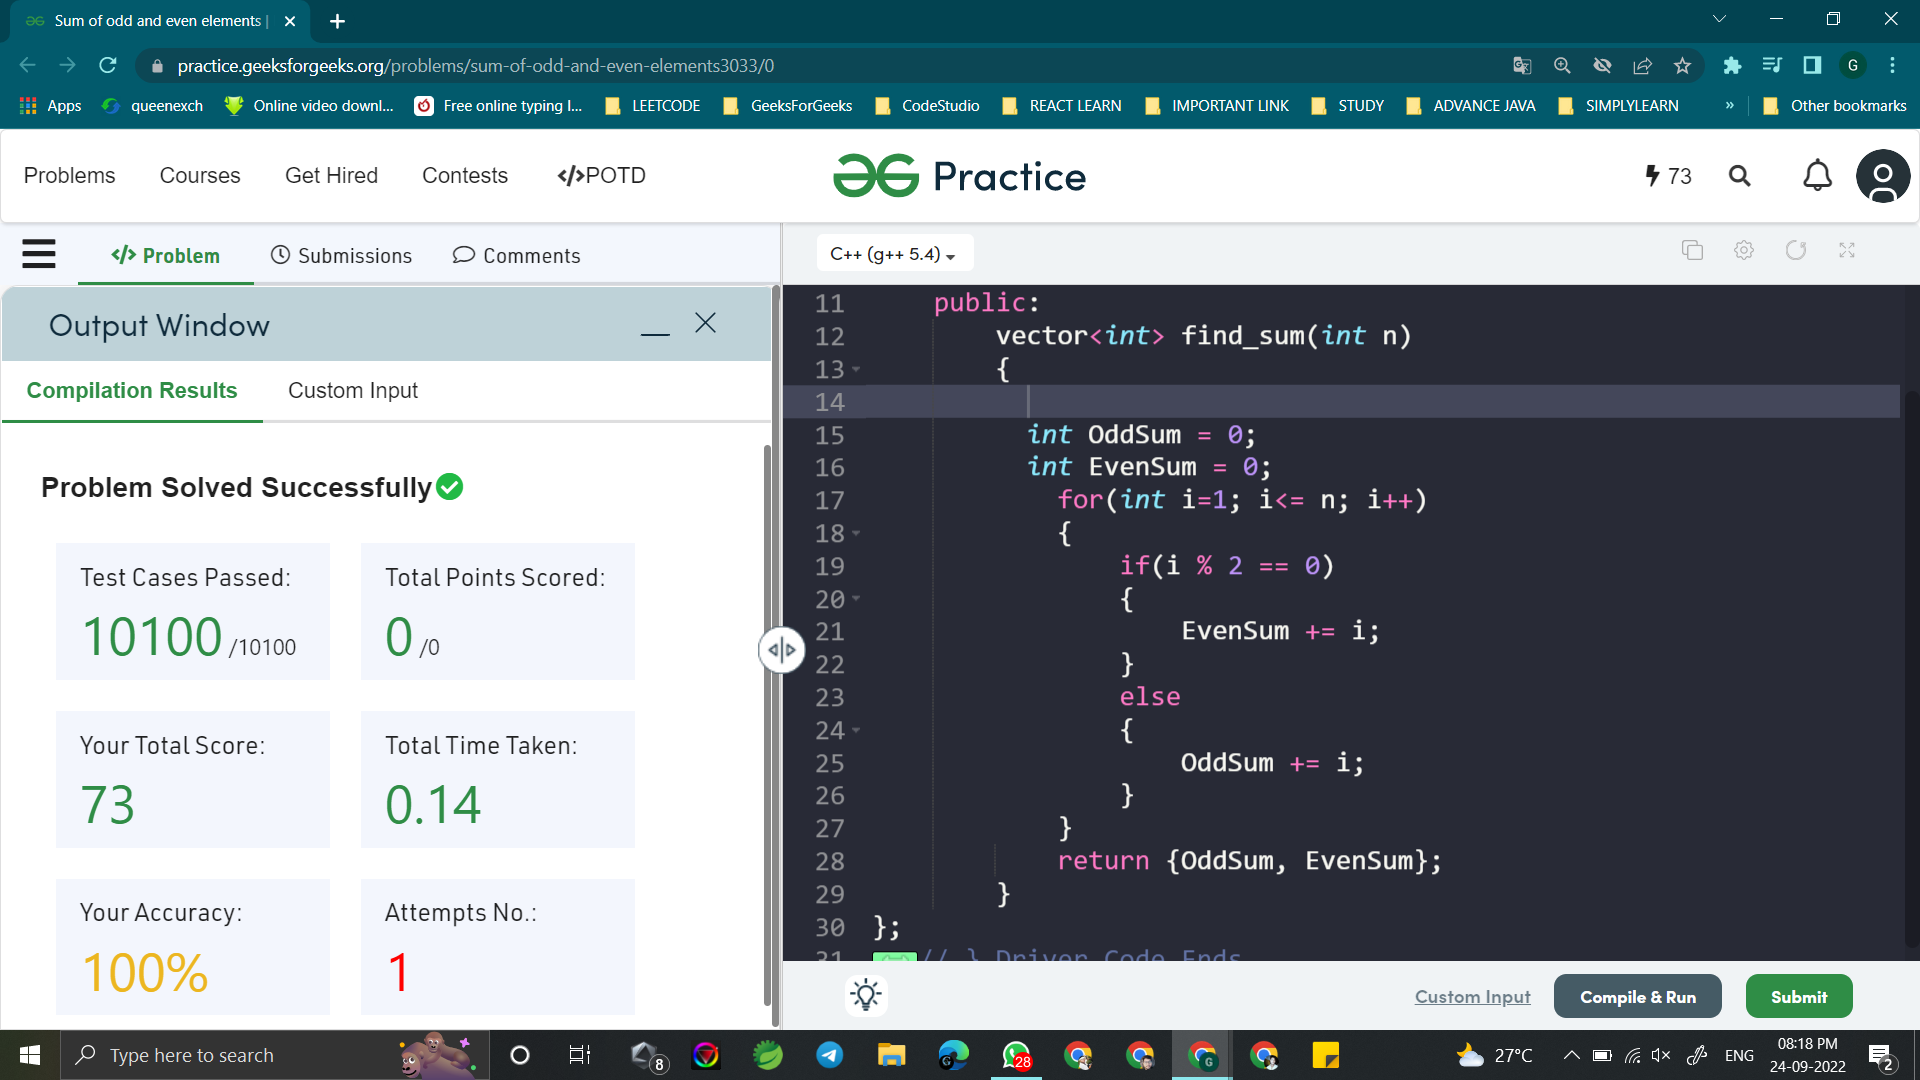 Sum of odd and even elements |
practice.geeksforgeeks.org/problems/sum-of-odd-and-even-elements3033/0
G
Apps
queenexch
Online video downl...
Free online typing l...
LEETCODE
GeeksForGeeks
CodeStudio
REACT LEARN
IMPORTANT LINK
STUDY
ADVANCE JAVA
SIMPLYLEARN
»
Other bookmarks
Problems
Courses
Get Hired
Contests
</>POTD
Practice
73
</> Problem
Submissions
Comments
C++ (g++ 5.4)
Output Window
Compilation Results
Custom Input
Problem Solved Successfully
Test Cases Passed:
10100 /10100
Total Points Scored:
0 /0
Your Total Score:
73
Total Time Taken:
0.14
Your Accuracy:
100%
Attempts No.:
1
11 public:
12 vector<int> find_sum(int n)
13 {
14
15 int OddSum = 0;
16 int EvenSum = 0;
17 for(int i=1; i<= n; i++)
18 {
19 if(i % 2 == 0)
20 {
21 EvenSum += i;
22 }
23 else
24 {
25 OddSum += i;
26 }
27 }
28 return {OddSum, EvenSum};
29 }
30 };
31 // } Driver Code Ends
Custom Input
Compile & Run
Submit
Type here to search
8
28
G
27°C
ENG
08:18 PM
24-09-2022
2